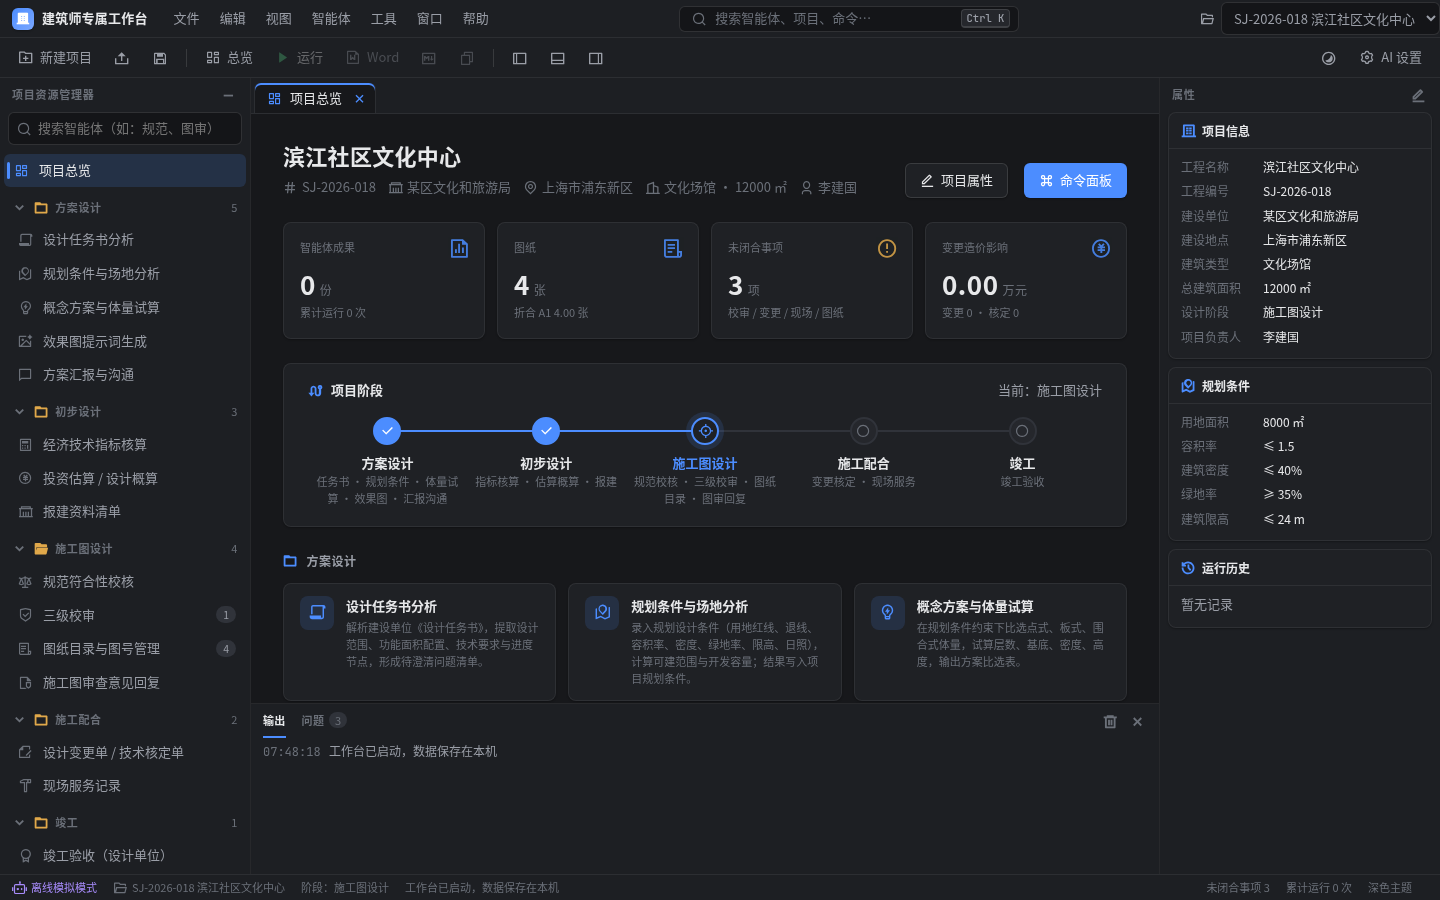 建筑师专属工作台 文件 编辑 视图 智能体 工具 窗口 帮助 搜索智能体、项目、命令… Ctrl K SJ-2026-018 滨江社区文化中心
新建项目 总览 运行 Word AI 设置
项目资源管理器
搜索智能体（如：规范、图审）
项目总览
方案设计 5
设计任务书分析
规划条件与场地分析
概念方案与体量试算
效果图提示词生成
方案汇报与沟通
初步设计 3
经济技术指标核算
投资估算 / 设计概算
报建资料清单
施工图设计 4
规范符合性校核
三级校审 1
图纸目录与图号管理 4
施工图审查意见回复
施工配合 2
设计变更单 / 技术核定单
现场服务记录
竣工 1
竣工验收（设计单位）
项目总览
滨江社区文化中心
SJ-2026-018 某区文化和旅游局 上海市浦东新区 文化场馆 · 12000 ㎡ 李建国
项目属性 命令面板
智能体成果
0 份
累计运行 0 次
图纸
4 张
折合 A1 4.00 张
未闭合事项
3 项
校审 / 变更 / 现场 / 图纸
变更造价影响
0.00 万元
变更 0 · 核定 0
项目阶段 当前：施工图设计
方案设计
任务书 · 规划条件 · 体量试
算 · 效果图 · 汇报沟通
初步设计
指标核算 · 估算概算 · 报建
施工图设计
规范校核 · 三级校审 · 图纸
目录 · 图审回复
施工配合
变更核定 · 现场服务
竣工
竣工验收
方案设计
设计任务书分析
解析建设单位《设计任务书》，提取设计
范围、功能面积配置、技术要求与进度
节点，形成待澄清问题清单。
规划条件与场地分析
录入规划设计条件（用地红线、退线、
容积率、密度、绿地率、限高、日照），
计算可建范围与开发容量；结果写入项
目规划条件。
概念方案与体量试算
在规划条件约束下比选点式、板式、围
合式体量，试算层数、基底、密度、高
度，输出方案比选表。
输出 问题 3
07:48:18 工作台已启动，数据保存在本机
属性
项目信息
工程名称 滨江社区文化中心
工程编号 SJ-2026-018
建设单位 某区文化和旅游局
建设地点 上海市浦东新区
建筑类型 文化场馆
总建筑面积 12000 ㎡
设计阶段 施工图设计
项目负责人 李建国
规划条件
用地面积 8000 ㎡
容积率 ≤ 1.5
建筑密度 ≤ 40%
绿地率 ≥ 35%
建筑限高 ≤ 24 m
运行历史
暂无记录
离线模拟模式 SJ-2026-018 滨江社区文化中心 阶段：施工图设计 工作台已启动，数据保存在本机 未闭合事项 3 累计运行 0 次 深色主题